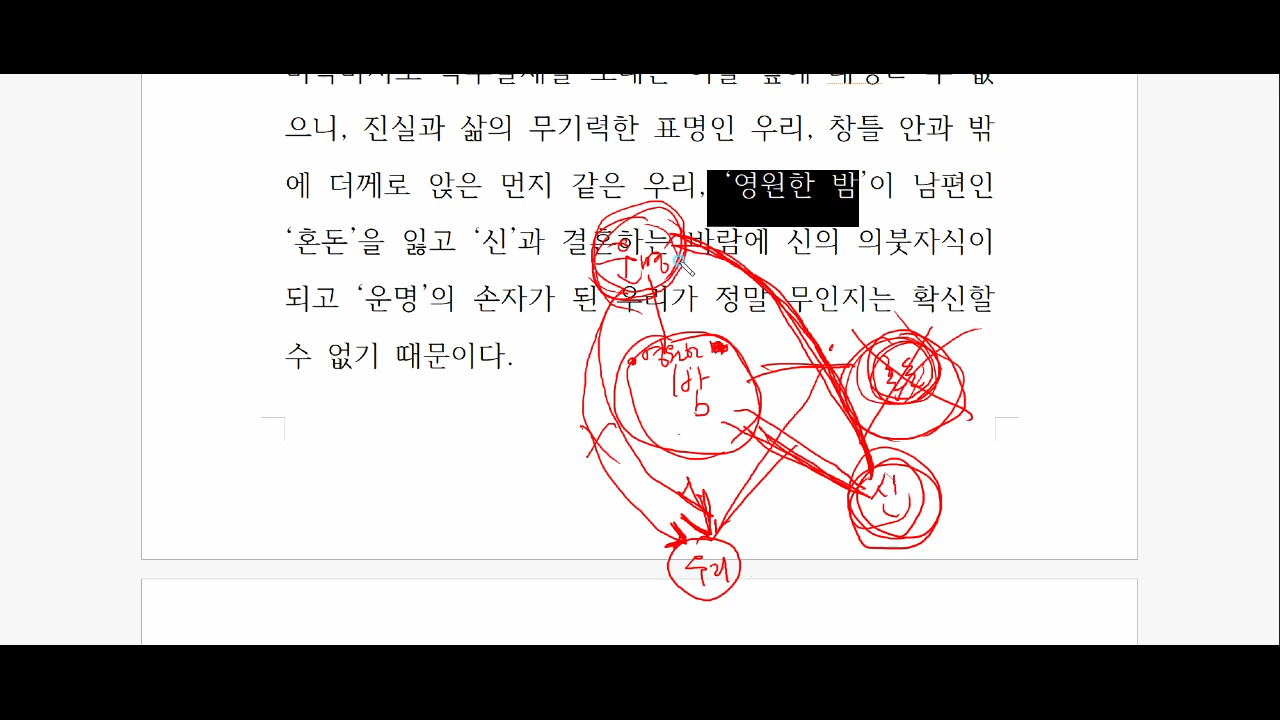 으니, 진실과 삶의 무기력한 표명인 우리, 창틀 안과 밖
에 더께로 앉은 먼지 같은 우리, ‘영원한 밤’이 남편인
‘혼돈’을 잃고 ‘신’과 결혼하는 바람에 신의 의붓자식이
되고 ‘운명’의 손자가 된 우리가 정말 무인지는 확신할
수 없기 때문이다.
운명
영원한
밤
혼돈
신
우리